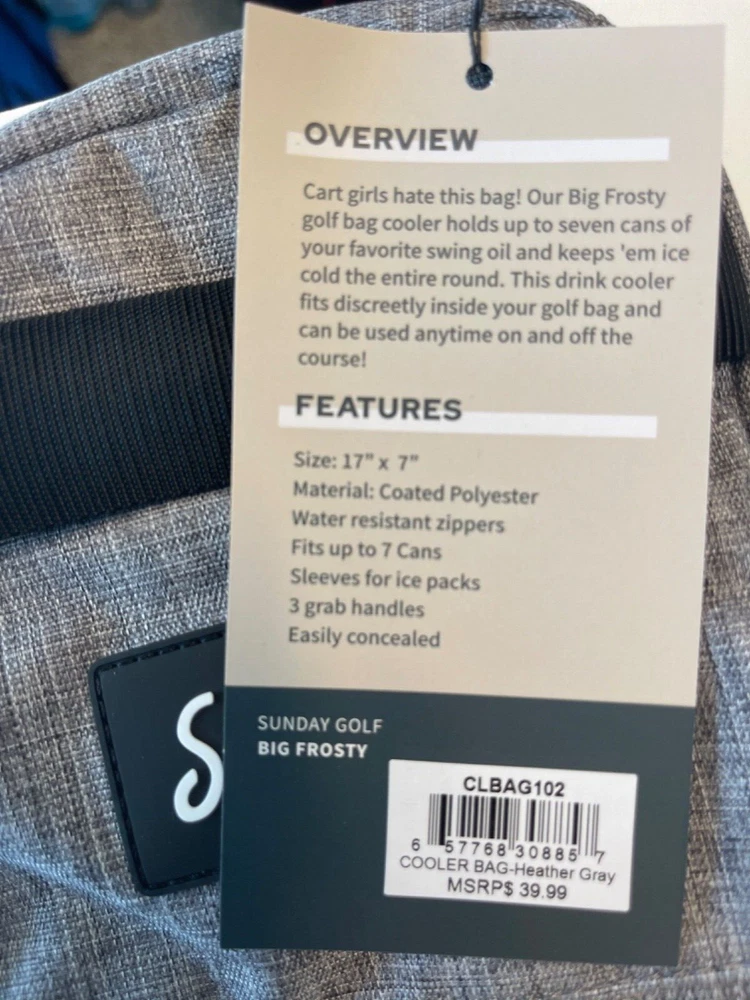 OVERVIEW
Cart girls hate this bag! Our Big Frosty
golf bag cooler holds up to seven cans of
your favorite swing oil and keeps 'em ice
cold the entire round. This drink cooler
fits discreetly inside your golf bag and
can be used anytime on and off the
course!
FEATURES
Size: 17" x 7"
Material: Coated Polyester
Water resistant zippers
Fits up to 7 Cans
Sleeves for ice packs
3 grab handles
Easily concealed
S
SUNDAY GOLF
BIG FROSTY
CLBAG102
6 57768 30885 7
COOLER BAG-Heather Gray
MSRP$ 39.99